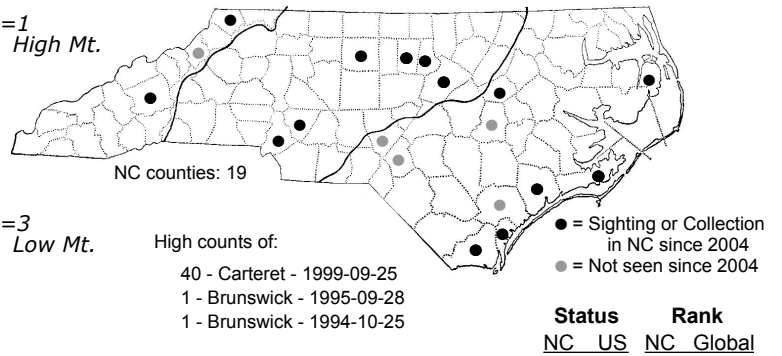 =1
High Mt.
NC counties: 19
=3
Low Mt.
High counts of:
40 - Carteret - 1999-09-25
1 - Brunswick - 1995-09-28
1 - Brunswick - 1994-10-25
= Sighting or Collection
in NC since 2004
= Not seen since 2004
Status Rank
NC US NC Global